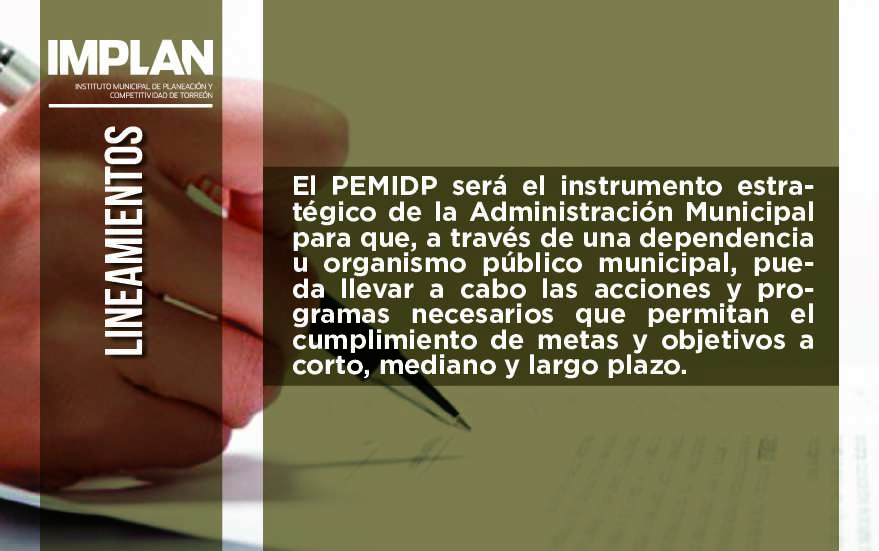 IMPLAN
INSTITUTO MUNICIPAL DE PLANEACIÓN Y
COMPETITIVIDAD DE TORREÓN
LINEAMIENTOS
El PEMIDP será el instrumento estra-
tégico de la Administración Municipal
para que, a través de una dependencia
u organismo público municipal, pue-
da llevar a cabo las acciones y pro-
gramas necesarios que permitan el
cumplimiento de metas y objetivos a
corto, mediano y largo plazo.